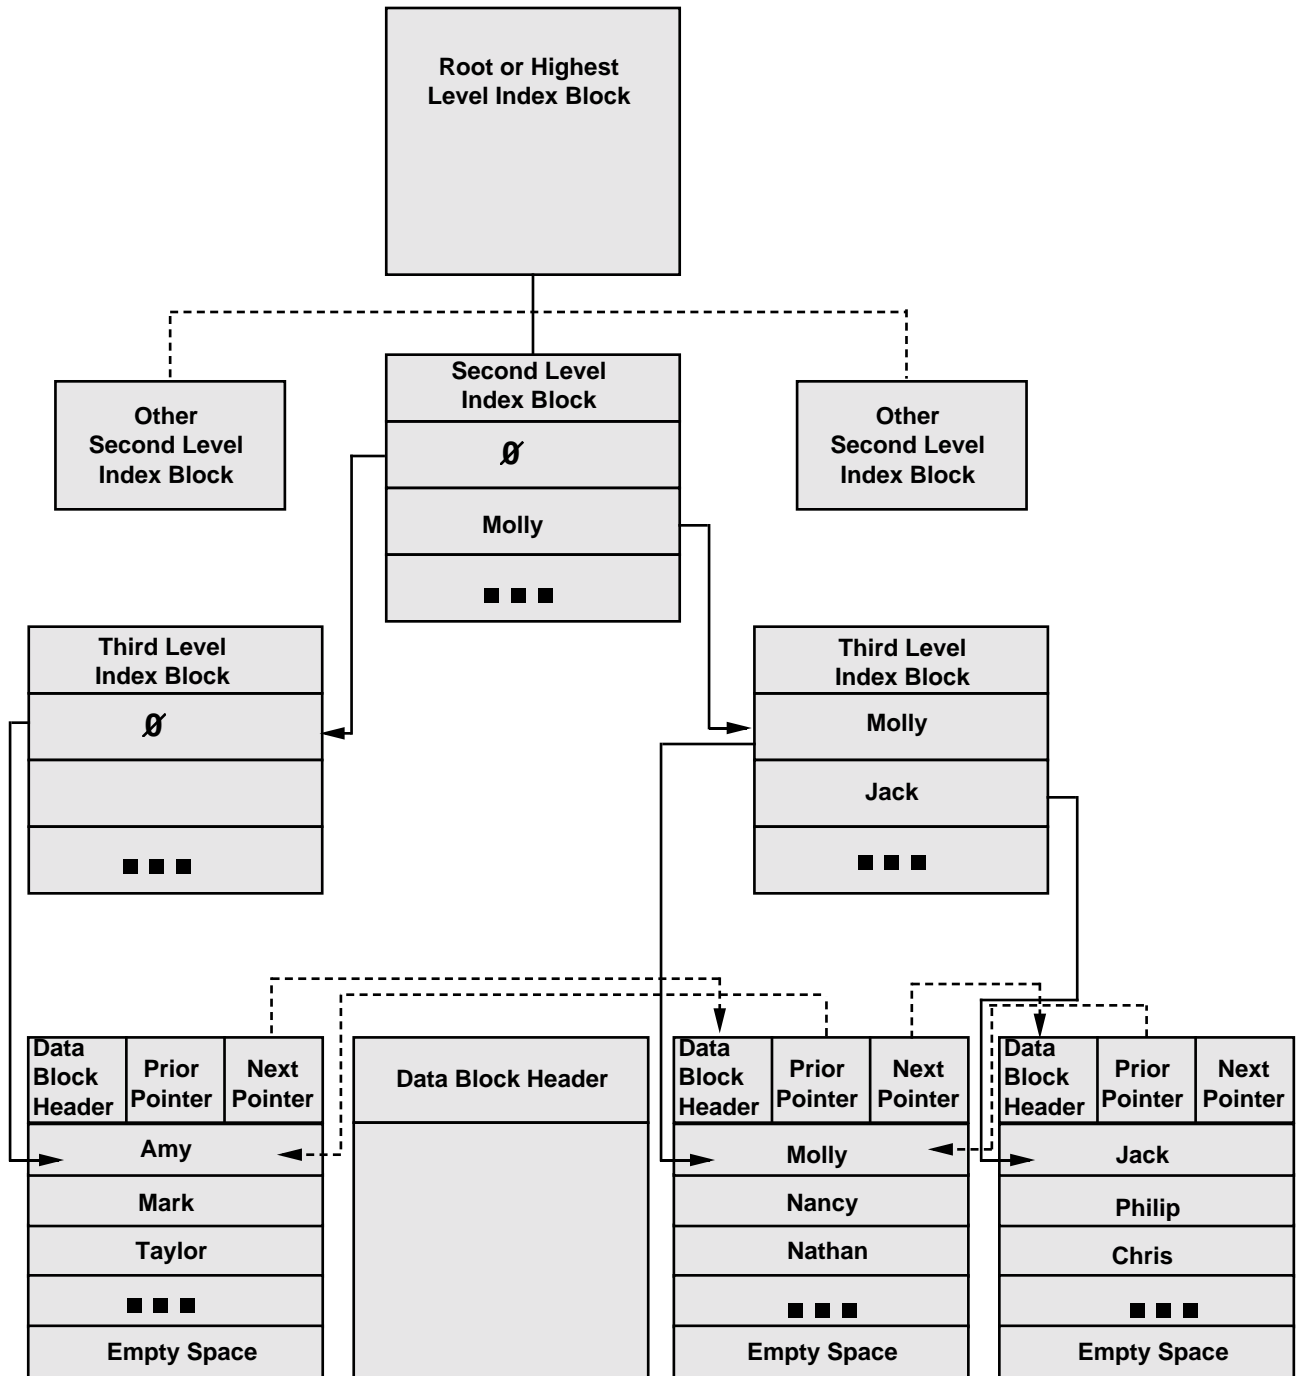 Root or Highest
Level Index Block
Second Level
Index Block
Other
Second Level
Index Block
Other
Second Level
Index Block
Ø
Molly
Third Level
Index Block
Ø
Third Level
Index Block
Molly
Jack
Data
Block
Header
Prior
Pointer
Next
Pointer
Amy
Mark
Taylor
Empty Space
Data Block Header
Data
Block
Header
Prior
Pointer
Next
Pointer
Molly
Nancy
Nathan
Empty Space
Data
Block
Header
Prior
Pointer
Next
Pointer
Jack
Philip
Chris
Empty Space